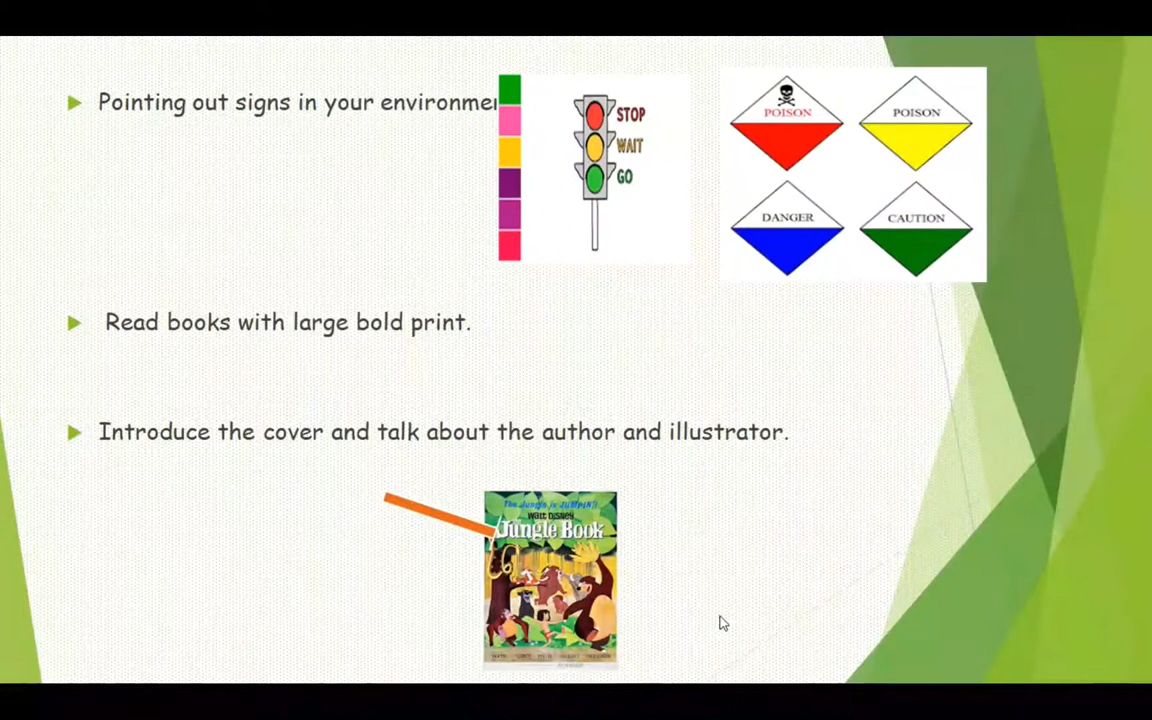 Pointing out signs in your environmen
STOP
WAIT
GO
POISON
POISON
DANGER
CAUTION
Read books with large bold print.
Introduce the cover and talk about the author and illustrator.
The Jungle is JUMPIN'!
WALT DISNEY
Jungle Book